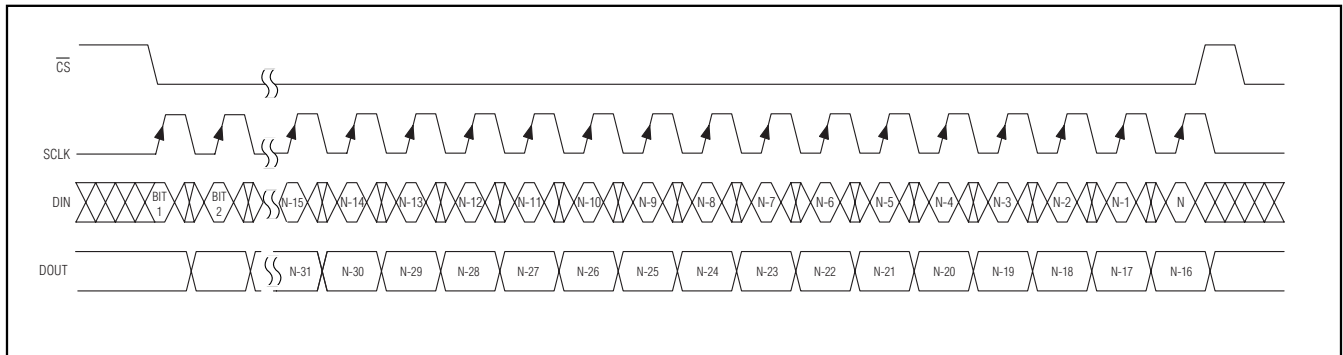 CS
SCLK
DIN BIT 1 BIT 2 N-15 N-14 N-13 N-12 N-11 N-10 N-9 N-8 N-7 N-6 N-5 N-4 N-3 N-2 N-1 N
DOUT N-31 N-30 N-29 N-28 N-27 N-26 N-25 N-24 N-23 N-22 N-21 N-20 N-19 N-18 N-17 N-16